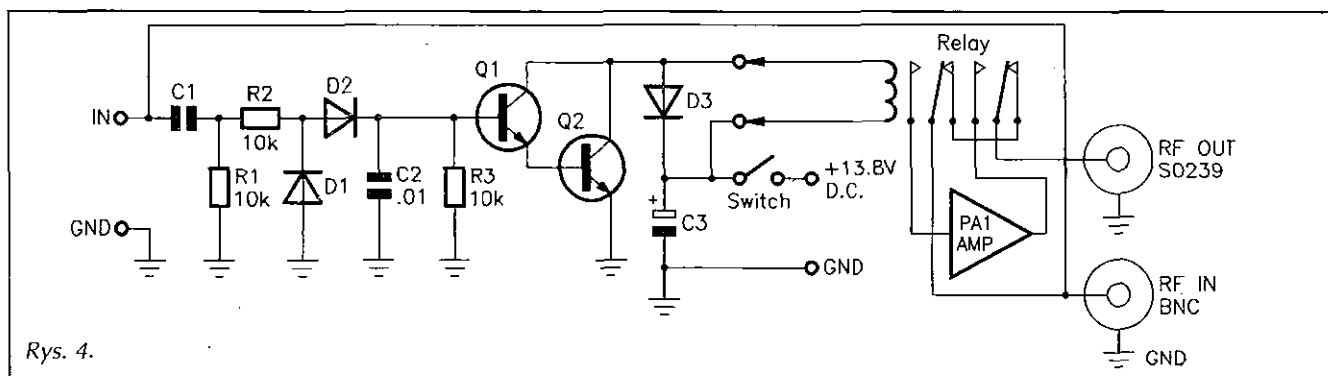 Relay
Q1
D2
C1
R2
Q2
D3
IN
10k
RF OUT
SO239
+13.8V
D.C.
C2
.01
R3
10k
R1
10k
D1
Switch
+
C3
PA1
AMP
GND
GND
RF IN
BNC
GND
Rys. 4.